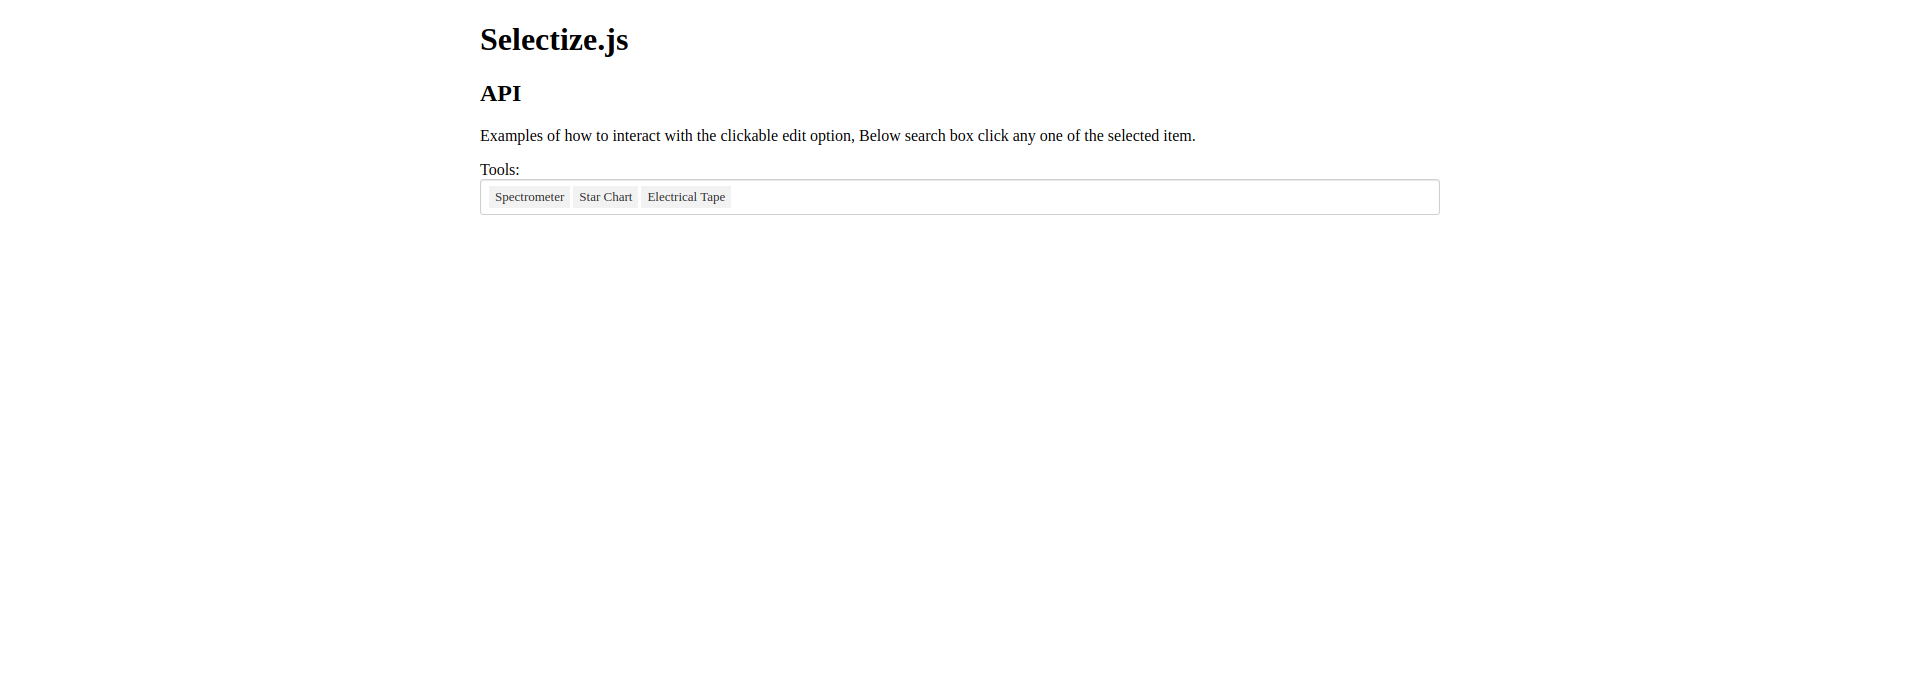 Selectize.js
API
Examples of how to interact with the clickable edit option, Below search box click any one of the selected item.
Tools:
Spectrometer Star Chart Electrical Tape